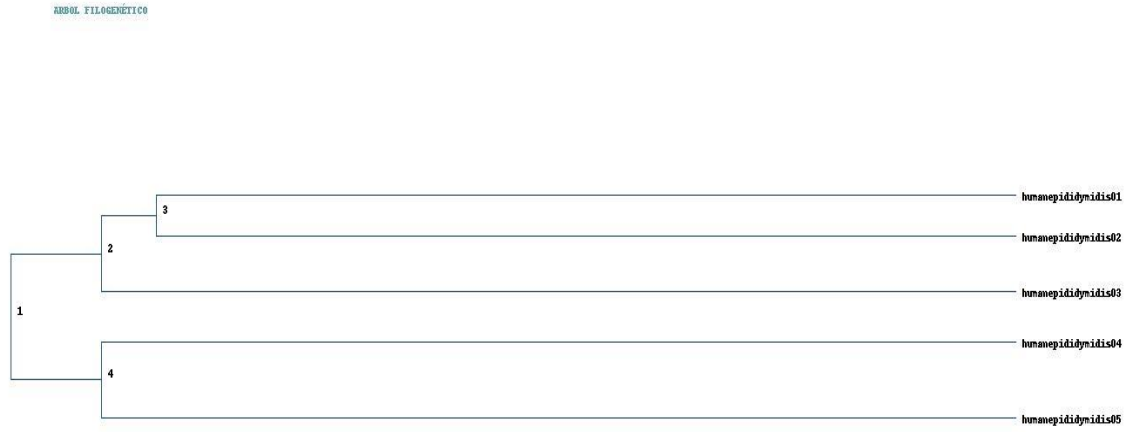 ARBOL FILOGENÉTICO
humanepididymidis01
3
humanepididymidis02
2
humanepididymidis03
1
humanepididymidis04
4
humanepididymidis05